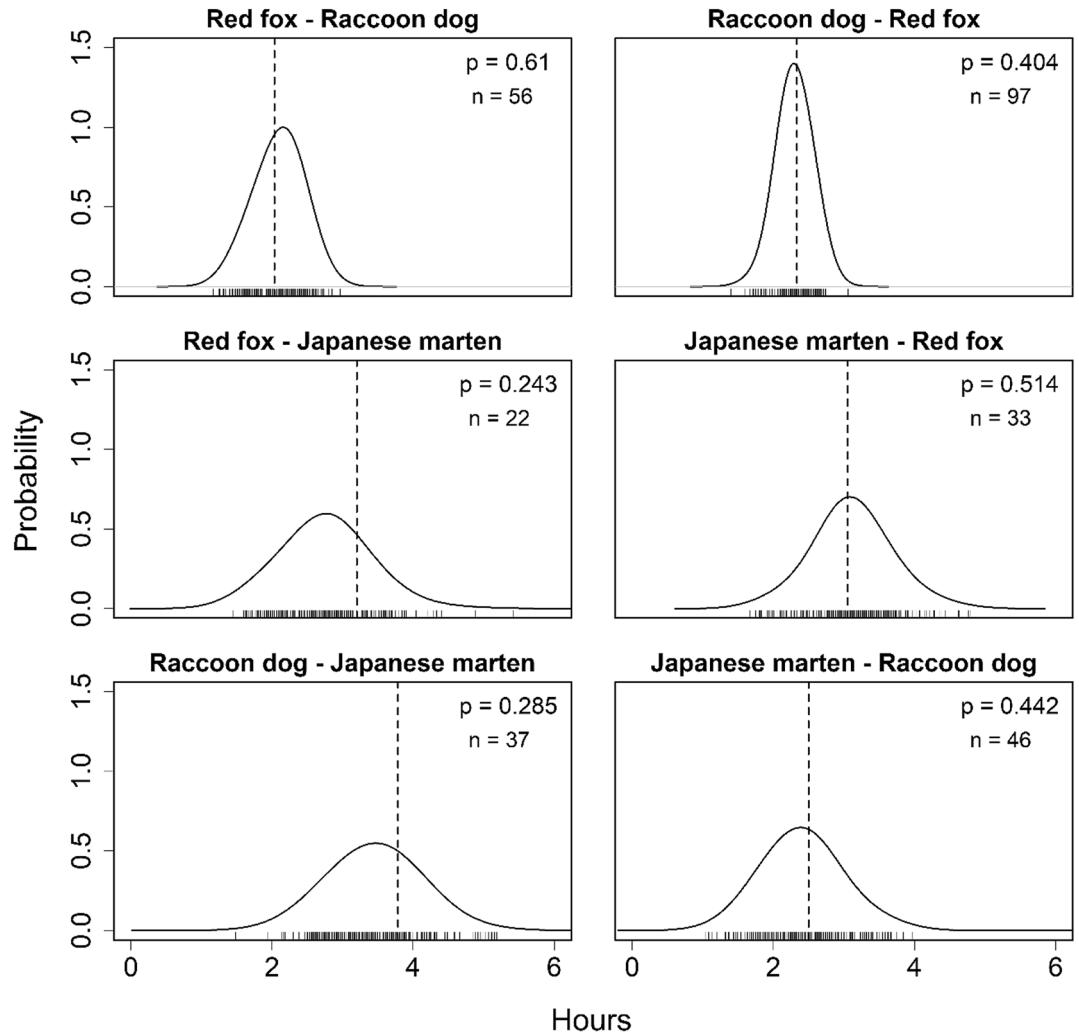 Red fox - Raccoon dog
1.5
1.0
0.5
0.0
p = 0.61
n = 56
Raccoon dog - Red fox
p = 0.404
n = 97
Red fox - Japanese marten
1.5
1.0
0.5
0.0
p = 0.243
n = 22
Japanese marten - Red fox
p = 0.514
n = 33
Probability
Raccoon dog - Japanese marten
1.5
1.0
0.5
0.0
p = 0.285
n = 37
0 2 4 6
Japanese marten - Raccoon dog
p = 0.442
n = 46
0 2 4 6
Hours